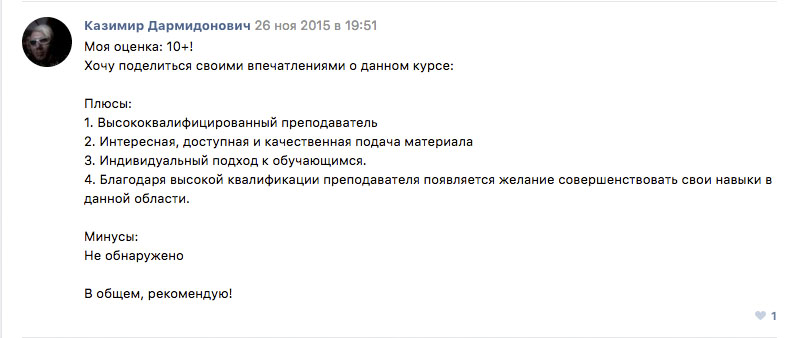 Казимир Дармидонович 26 ноя 2015 в 19:51
Моя оценка: 10+!
Хочу поделиться своими впечатлениями о данном курсе:
Плюсы:
1. Высококвалифицированный преподаватель
2. Интересная, доступная и качественная подача материала
3. Индивидуальный подход к обучающимся.
4. Благодаря высокой квалификации преподавателя появляется желание совершенствовать свои навыки в
данной области.
Минусы:
Не обнаружено
В общем, рекомендую!
1